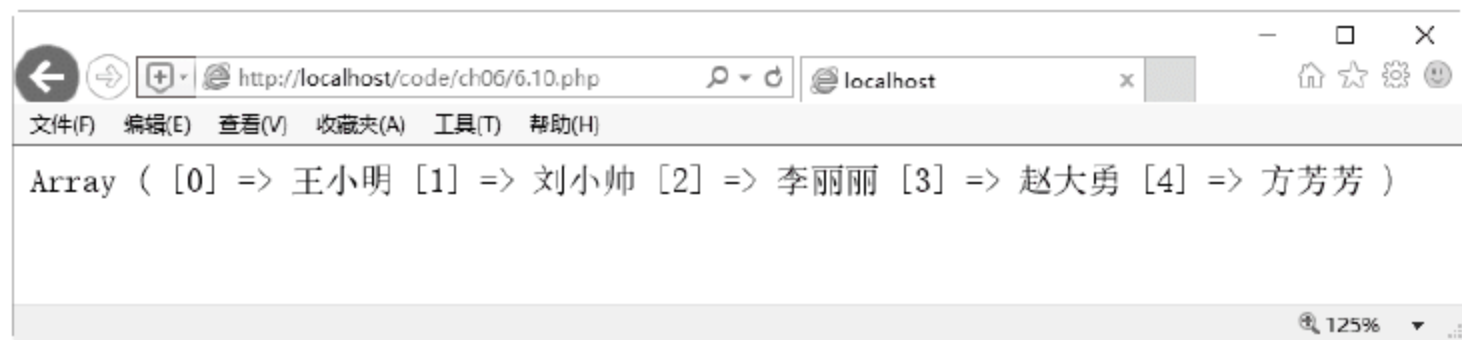 http://localhost/code/ch06/6.10.php
localhost
文件(F) 编辑(E) 查看(V) 收藏夹(A) 工具(T) 帮助(H)
Array ( [0] => 王小明 [1] => 刘小帅 [2] => 李丽丽 [3] => 赵大勇 [4] => 方芳芳 )
125%